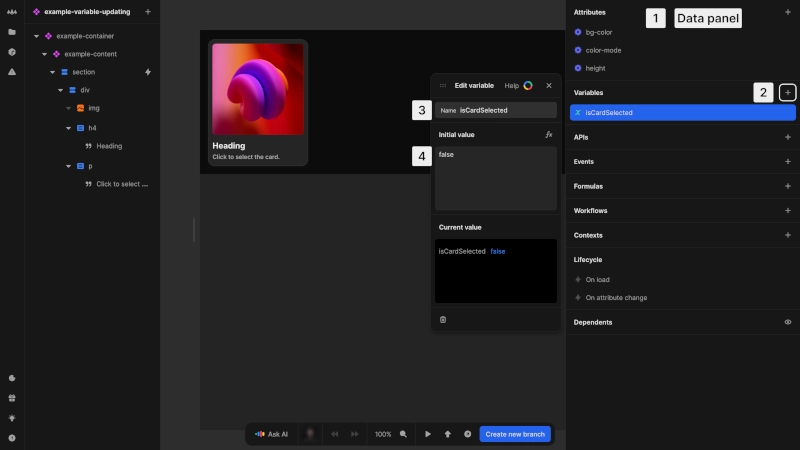 example-variable-updating
example-container
example-content
section
div
img
h4
Heading
p
Click to select ...
Heading
Click to select the card.
Edit variable
Help
3
Name isCardSelected
Initial value
fx
4
false
Current value
isCardSelected false
Ask AI
100%
Create new branch
Attributes
1
Data panel
bg-color
color-mode
height
Variables
2
isCardSelected
APIs
Events
Formulas
Workflows
Contexts
Lifecycle
On load
On attribute change
Dependents